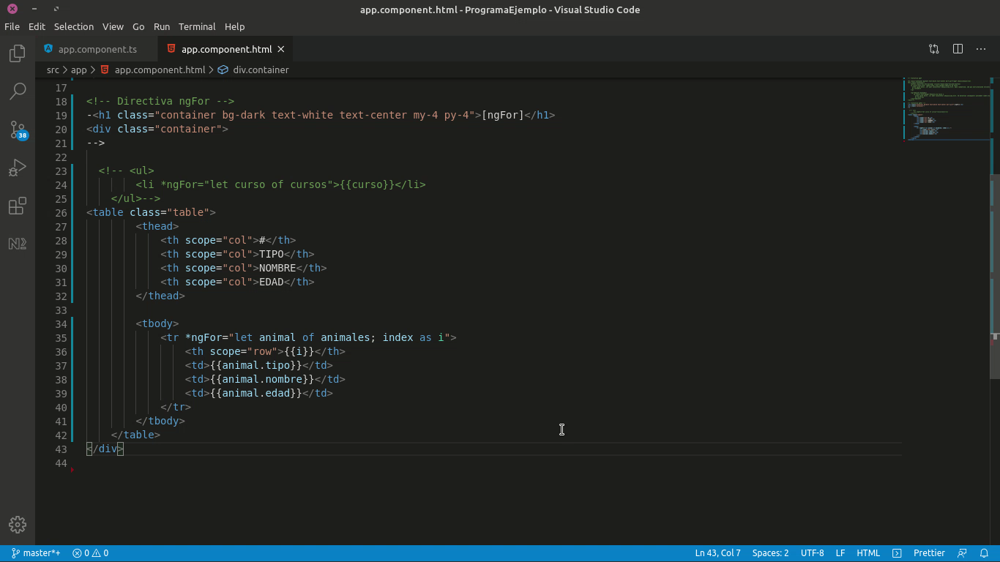 app.component.html - ProgramaEjemplo - Visual Studio Code
File Edit Selection View Go Run Terminal Help
app.component.ts app.component.html
src > app > app.component.html > div.container
17
18 <!-- Directiva ngFor -->
19 -<h1 class="container bg-dark text-white text-center my-4 py-4">[ngFor]</h1>
20 <div class="container">
21 -->
22
23 <!-- <ul>
24 <li *ngFor="let curso of cursos">{{curso}}</li>
25 </ul>-->
26 <table class="table">
27 <thead>
28 <th scope="col">#</th>
29 <th scope="col">TIPO</th>
30 <th scope="col">NOMBRE</th>
31 <th scope="col">EDAD</th>
32 </thead>
33
34 <tbody>
35 <tr *ngFor="let animal of animales; index as i">
36 <th scope="row">{{i}}</th>
37 <td>{{animal.tipo}}</td>
38 <td>{{animal.nombre}}</td>
39 <td>{{animal.edad}}</td>
40 </tr>
41 </tbody>
42 </table>
43 </div>
44
38
master*+ 0 0 Ln 43, Col 7 Spaces: 2 UTF-8 LF HTML Prettier